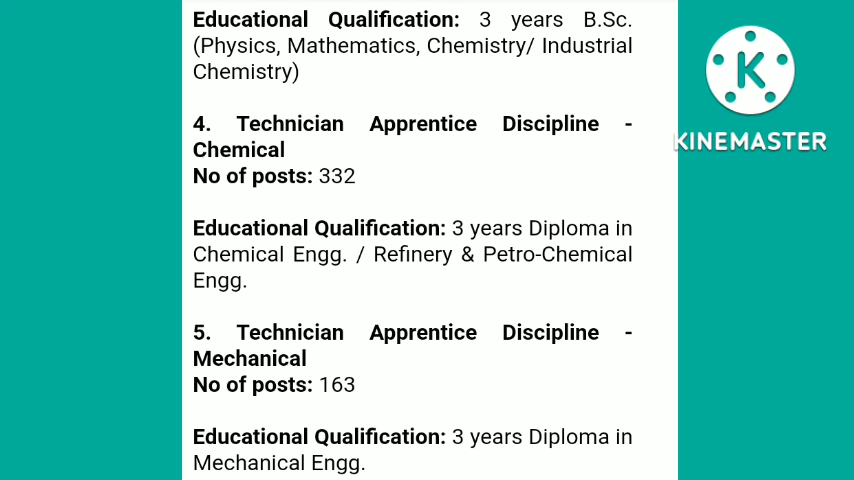 Educational Qualification: 3 years B.Sc.
(Physics, Mathematics, Chemistry/ Industrial
Chemistry)
4. Technician Apprentice Discipline -
Chemical
No of posts: 332
Educational Qualification: 3 years Diploma in
Chemical Engg. / Refinery & Petro-Chemical
Engg.
5. Technician Apprentice Discipline -
Mechanical
No of posts: 163
Educational Qualification: 3 years Diploma in
Mechanical Engg.
K
KINEMASTER